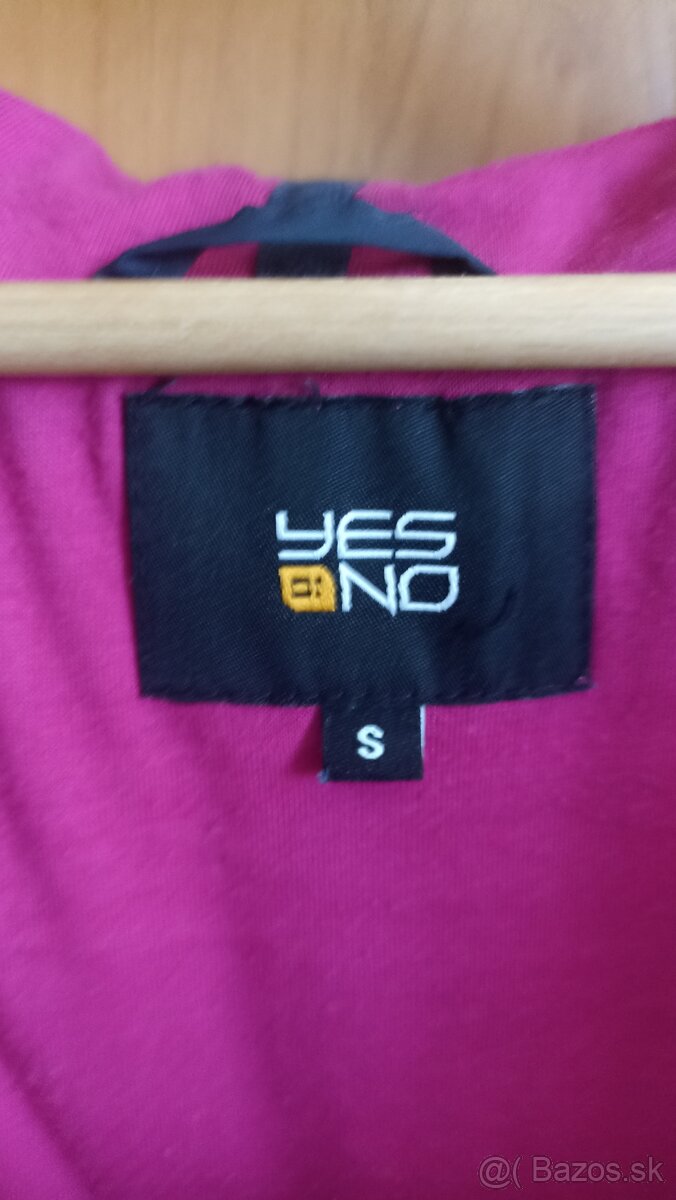 YES
n: NO
S
@( Bazos.sk